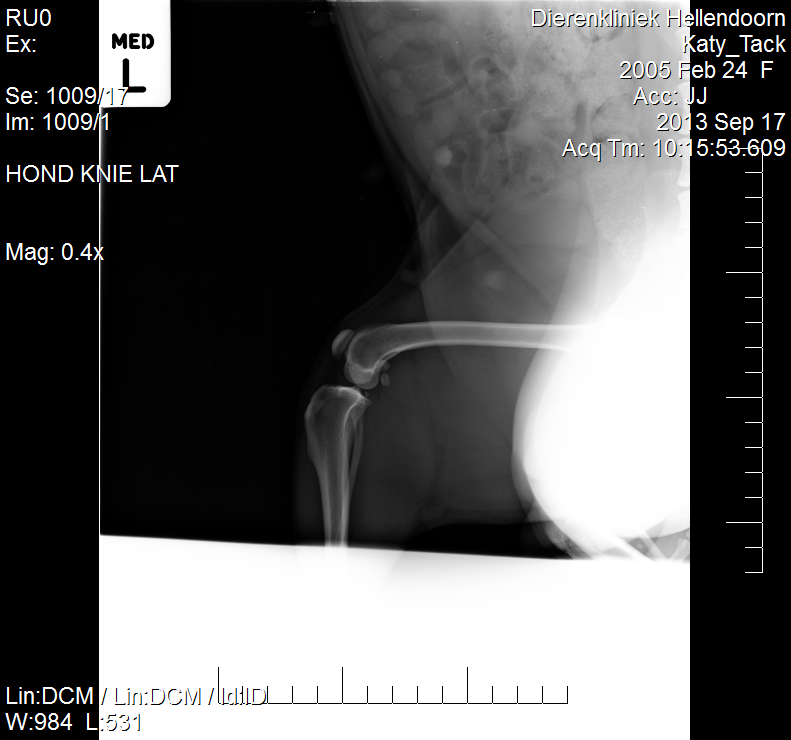 RU0
Ex:
Se: 1009/17
Im: 1009/1
HOND KNIE LAT
Mag: 0.4x
MED
L
Dierenkliniek Hellendoorn
Katy_Tack
2005 Feb 24 F
Acc: JJ
2013 Sep 17
Acq Tm: 10:15:53.609
Lin:DCM / Lin:DCM / Id:ID
W:984 L:531